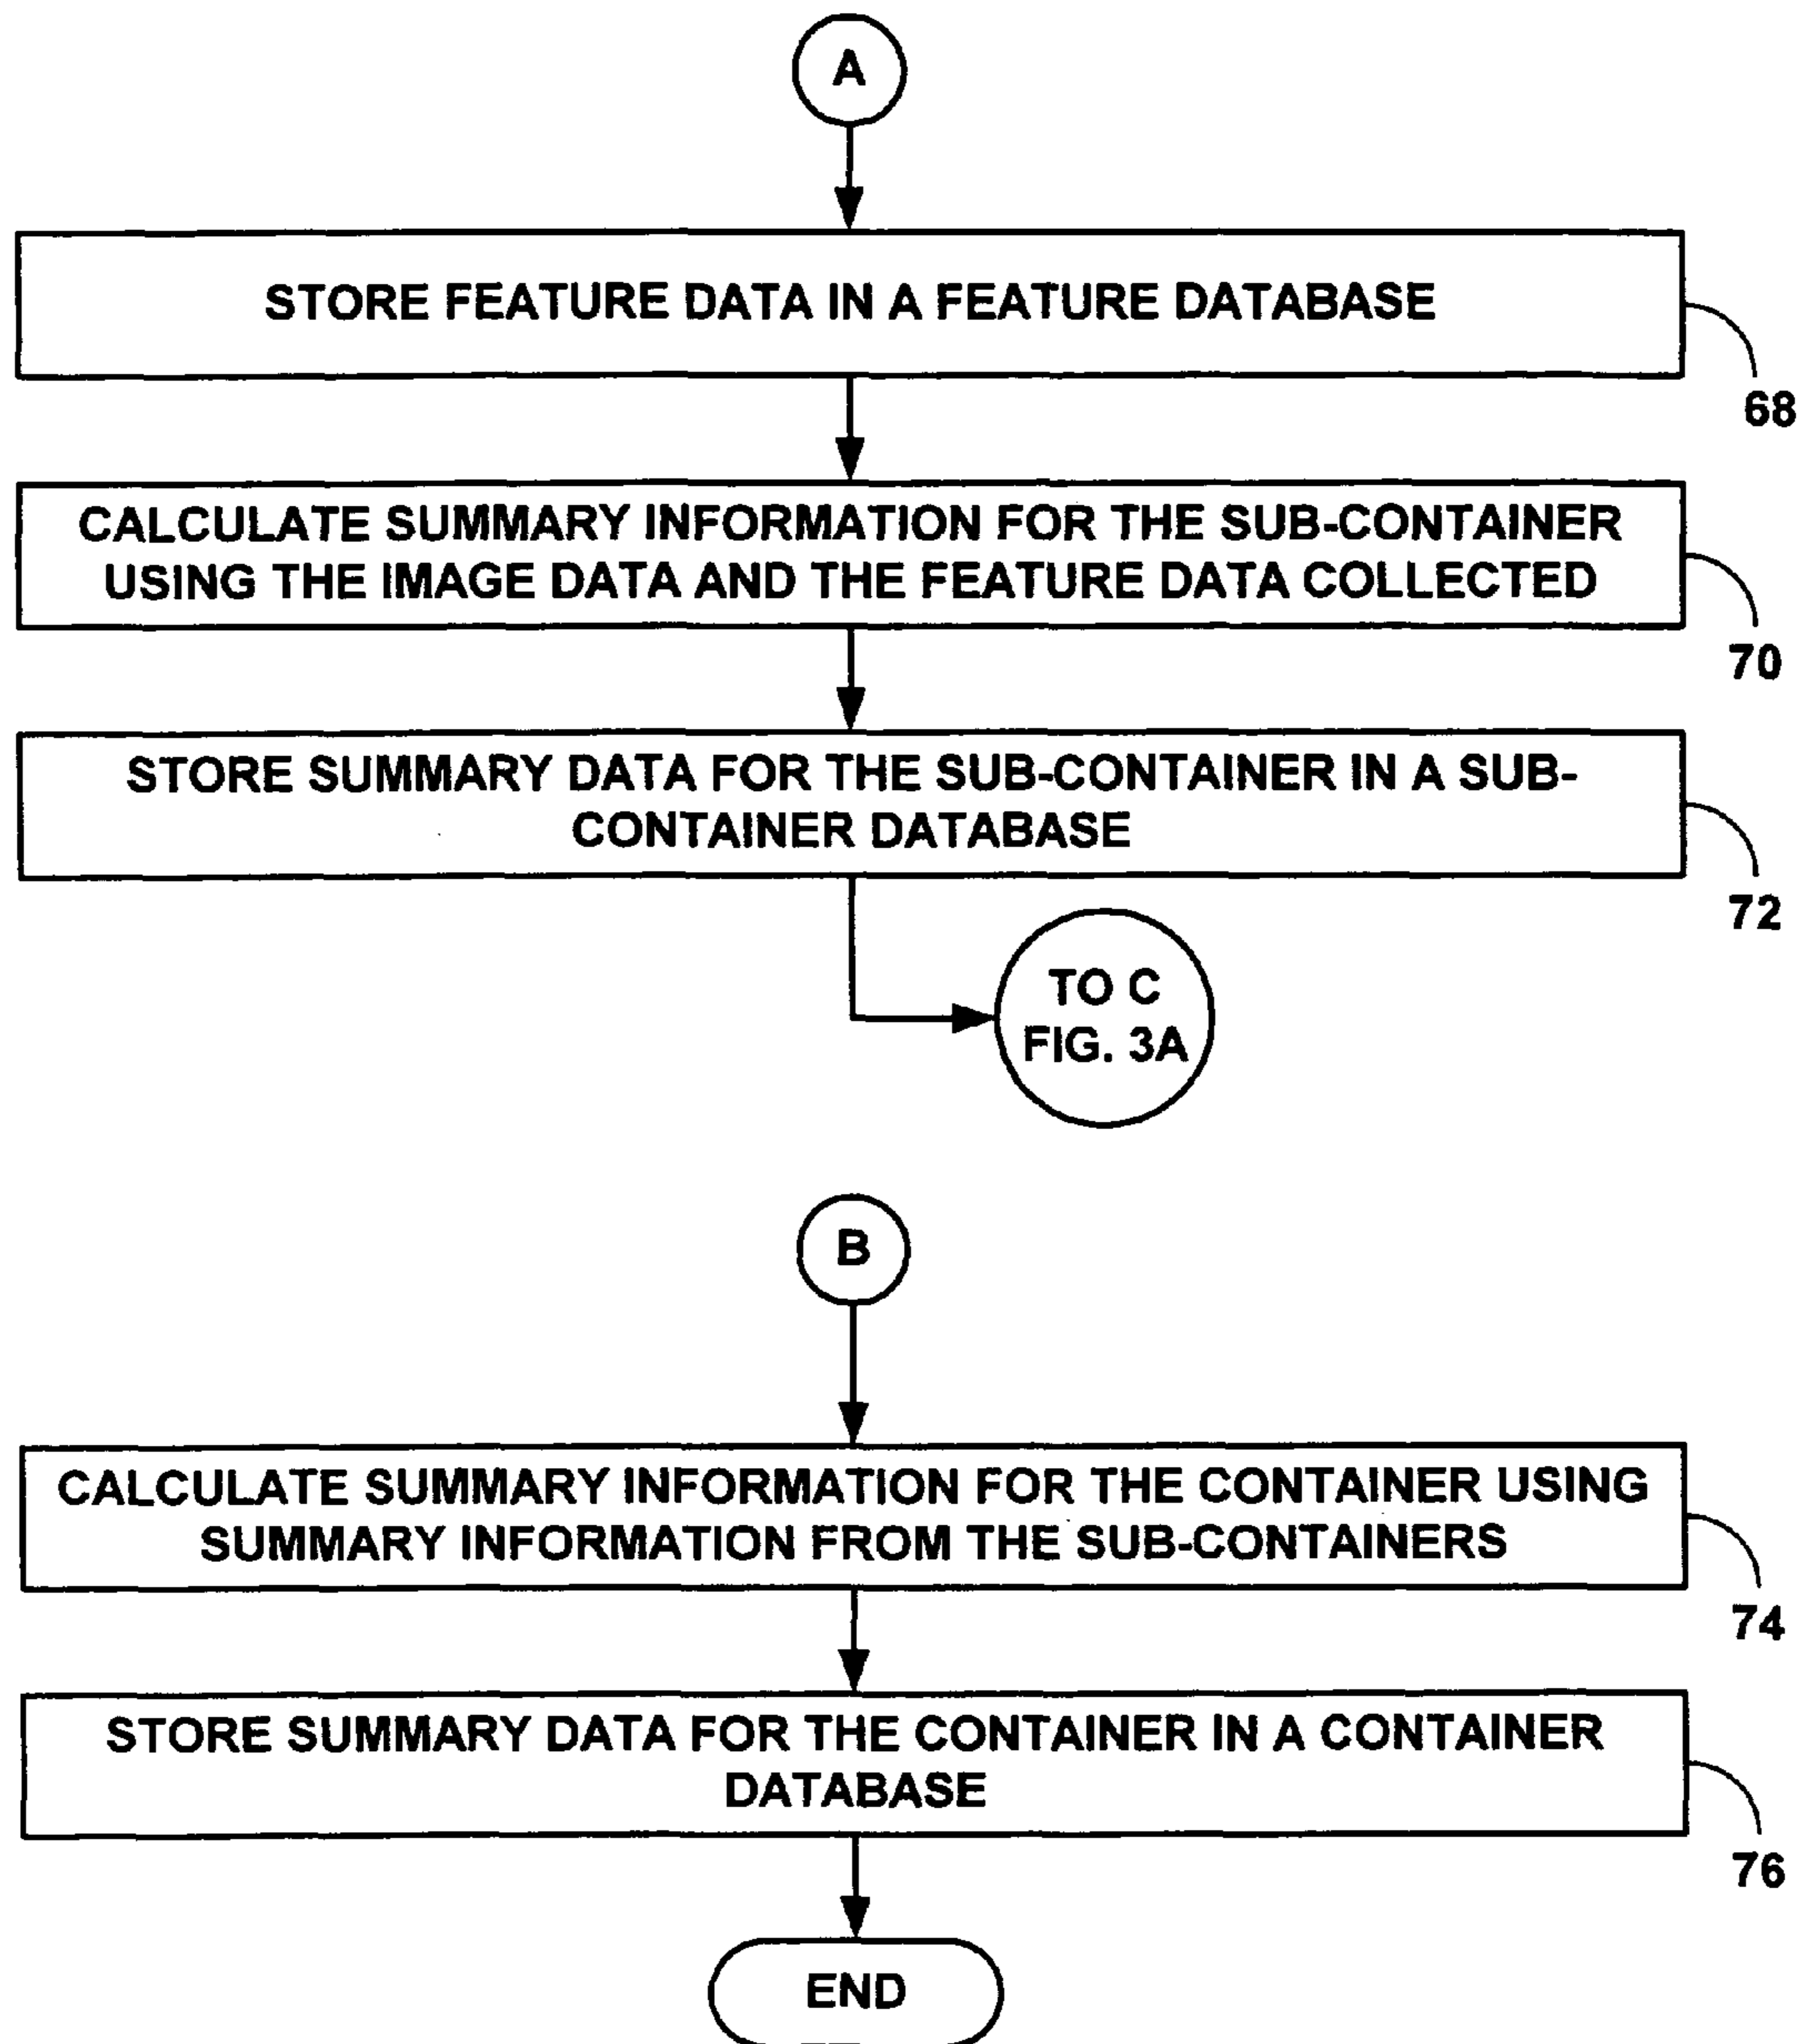 A
STORE FEATURE DATA IN A FEATURE DATABASE
68
CALCULATE SUMMARY INFORMATION FOR THE SUB-CONTAINER
USING THE IMAGE DATA AND THE FEATURE DATA COLLECTED
70
STORE SUMMARY DATA FOR THE SUB-CONTAINER IN A SUB-
CONTAINER DATABASE
72
TO C
FIG. 3A
B
CALCULATE SUMMARY INFORMATION FOR THE CONTAINER USING
SUMMARY INFORMATION FROM THE SUB-CONTAINERS
74
STORE SUMMARY DATA FOR THE CONTAINER IN A CONTAINER
DATABASE
76
END